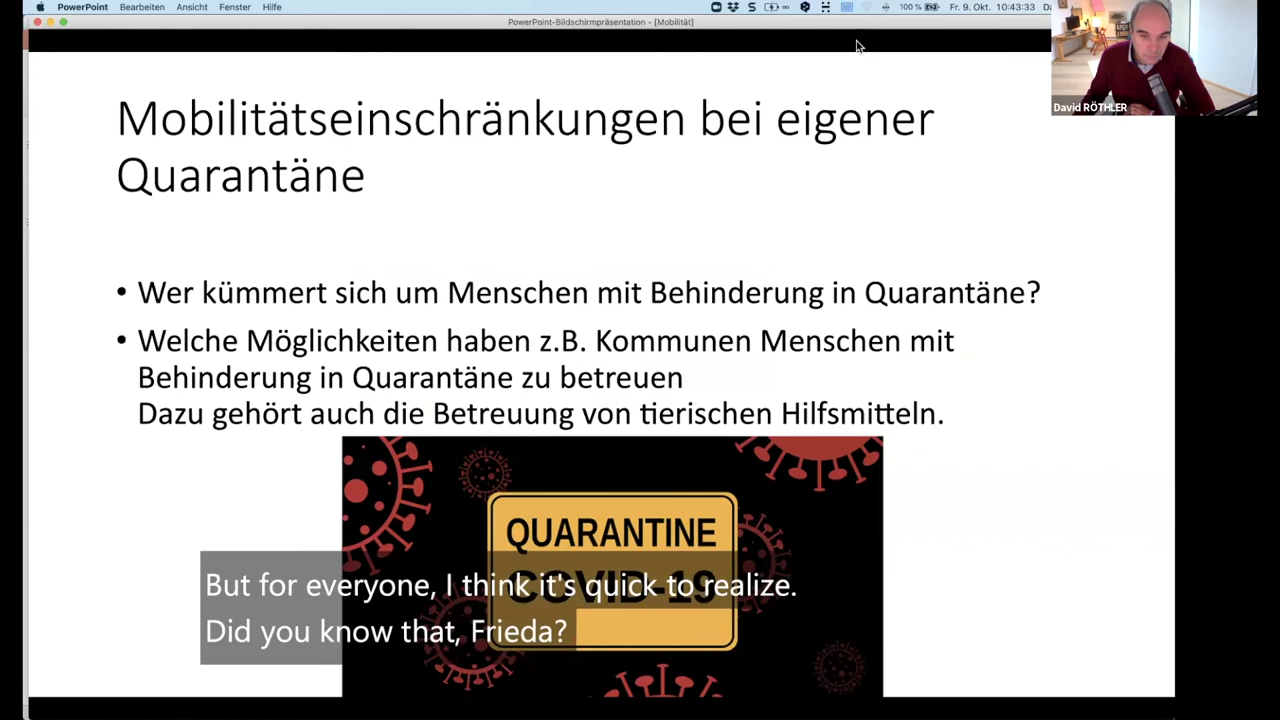 PowerPoint Bearbeiten Ansicht Fenster Hilfe
100 % Fr. 9. Okt. 10:43:33
PowerPoint-Bildschirmpräsentation - [Mobilität]
David RÖTHLER
Mobilitätseinschränkungen bei eigener
Quarantäne
• Wer kümmert sich um Menschen mit Behinderung in Quarantäne?
• Welche Möglichkeiten haben z.B. Kommunen Menschen mit
Behinderung in Quarantäne zu betreuen
Dazu gehört auch die Betreuung von tierischen Hilfsmitteln.
QUARANTINE
COVID-19
But for everyone, I think it's quick to realize.
Did you know that, Frieda?